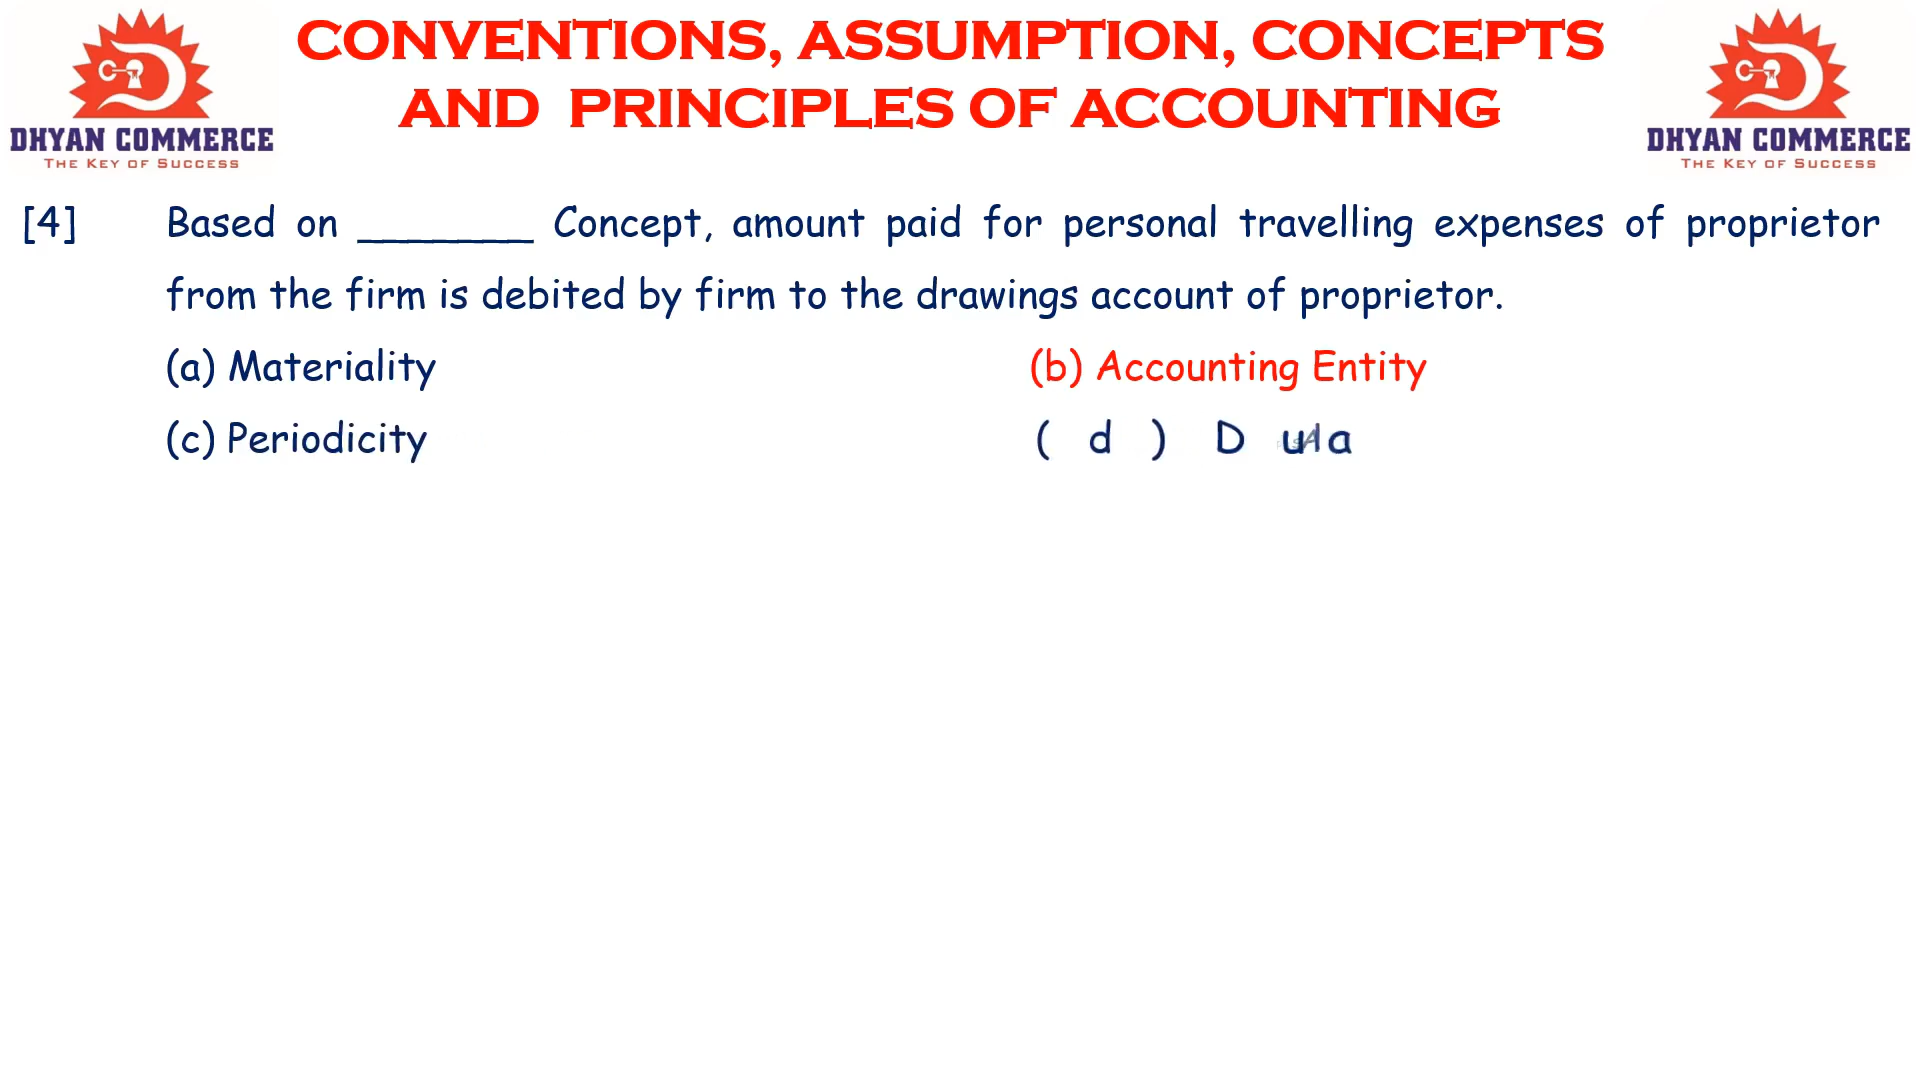 CONVENTIONS, ASSUMPTION, CONCEPTS
AND PRINCIPLES OF ACCOUNTING
DHYAN COMMERCE
THE KEY OF SUCCESS
DHYAN COMMERCE
THE KEY OF SUCCESS
[4] Based on _______ Concept, amount paid for personal travelling expenses of proprietor
from the firm is debited by firm to the drawings account of proprietor.
(a) Materiality (b) Accounting Entity
(c) Periodicity ( d )